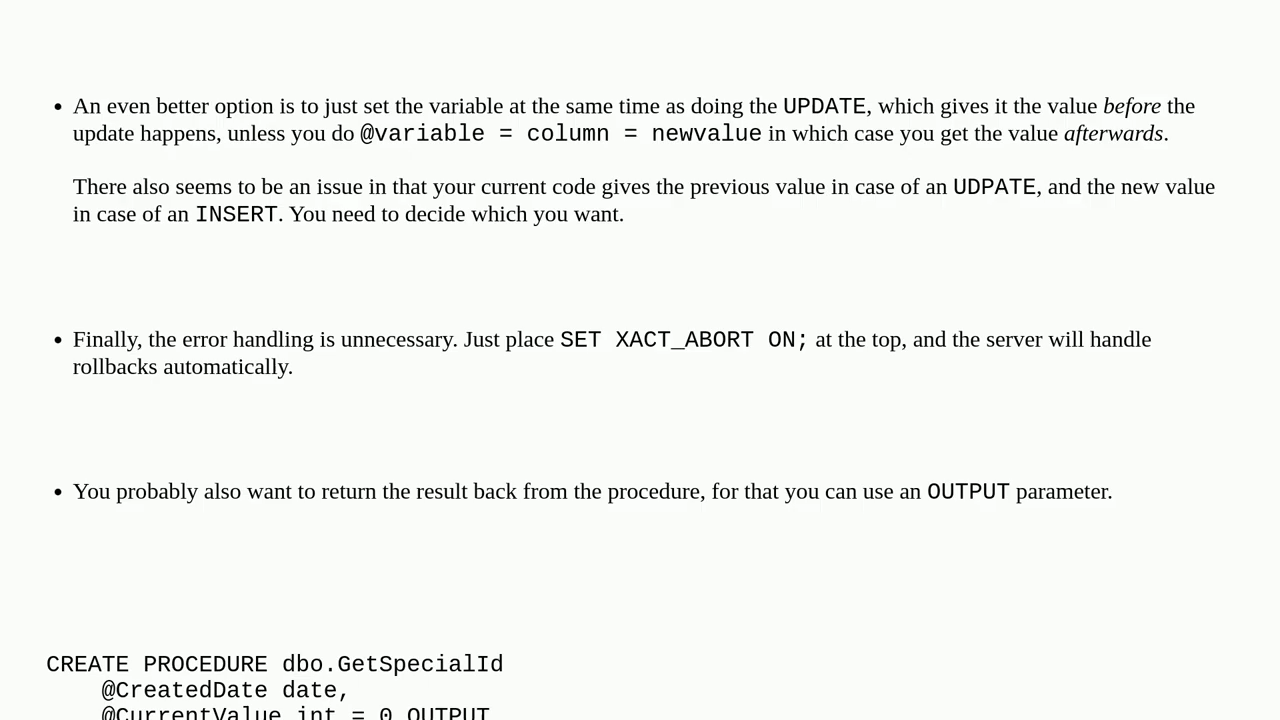 • An even better option is to just set the variable at the same time as doing the UPDATE, which gives it the value before the
update happens, unless you do @variable = column = newvalue in which case you get the value afterwards.
There also seems to be an issue in that your current code gives the previous value in case of an UDPATE, and the new value
in case of an INSERT. You need to decide which you want.
• Finally, the error handling is unnecessary. Just place SET XACT_ABORT ON; at the top, and the server will handle
rollbacks automatically.
• You probably also want to return the result back from the procedure, for that you can use an OUTPUT parameter.
CREATE PROCEDURE dbo.GetSpecialId
    @CreatedDate date,
    @CurrentValue int = 0 OUTPUT